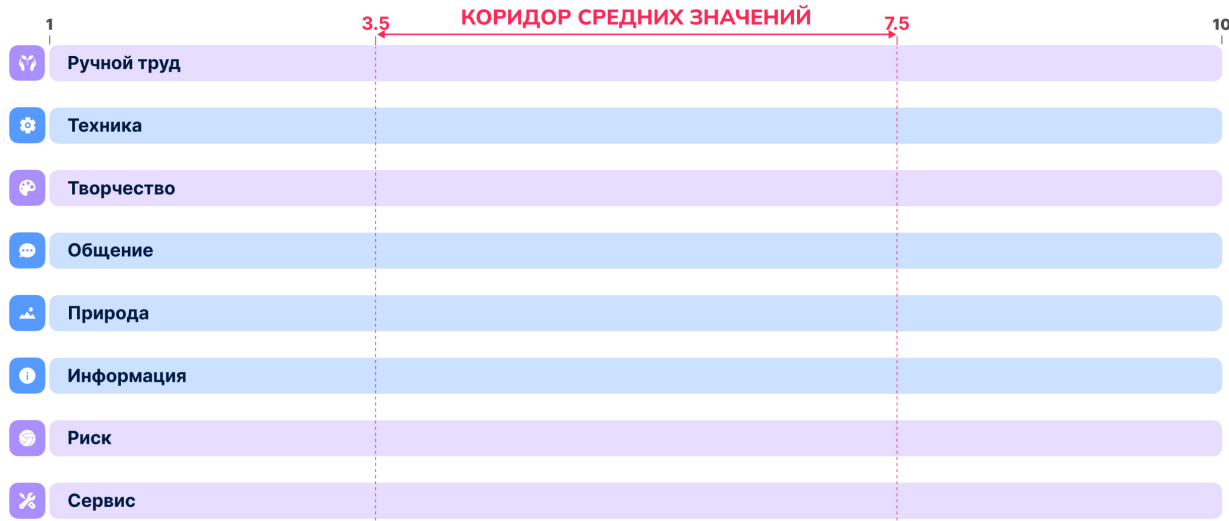 КОРИДОР СРЕДНИХ ЗНАЧЕНИЙ
1 3.5 7.5 10
Ручной труд
Техника
Творчество
Общение
Природа
Информация
Риск
Сервис